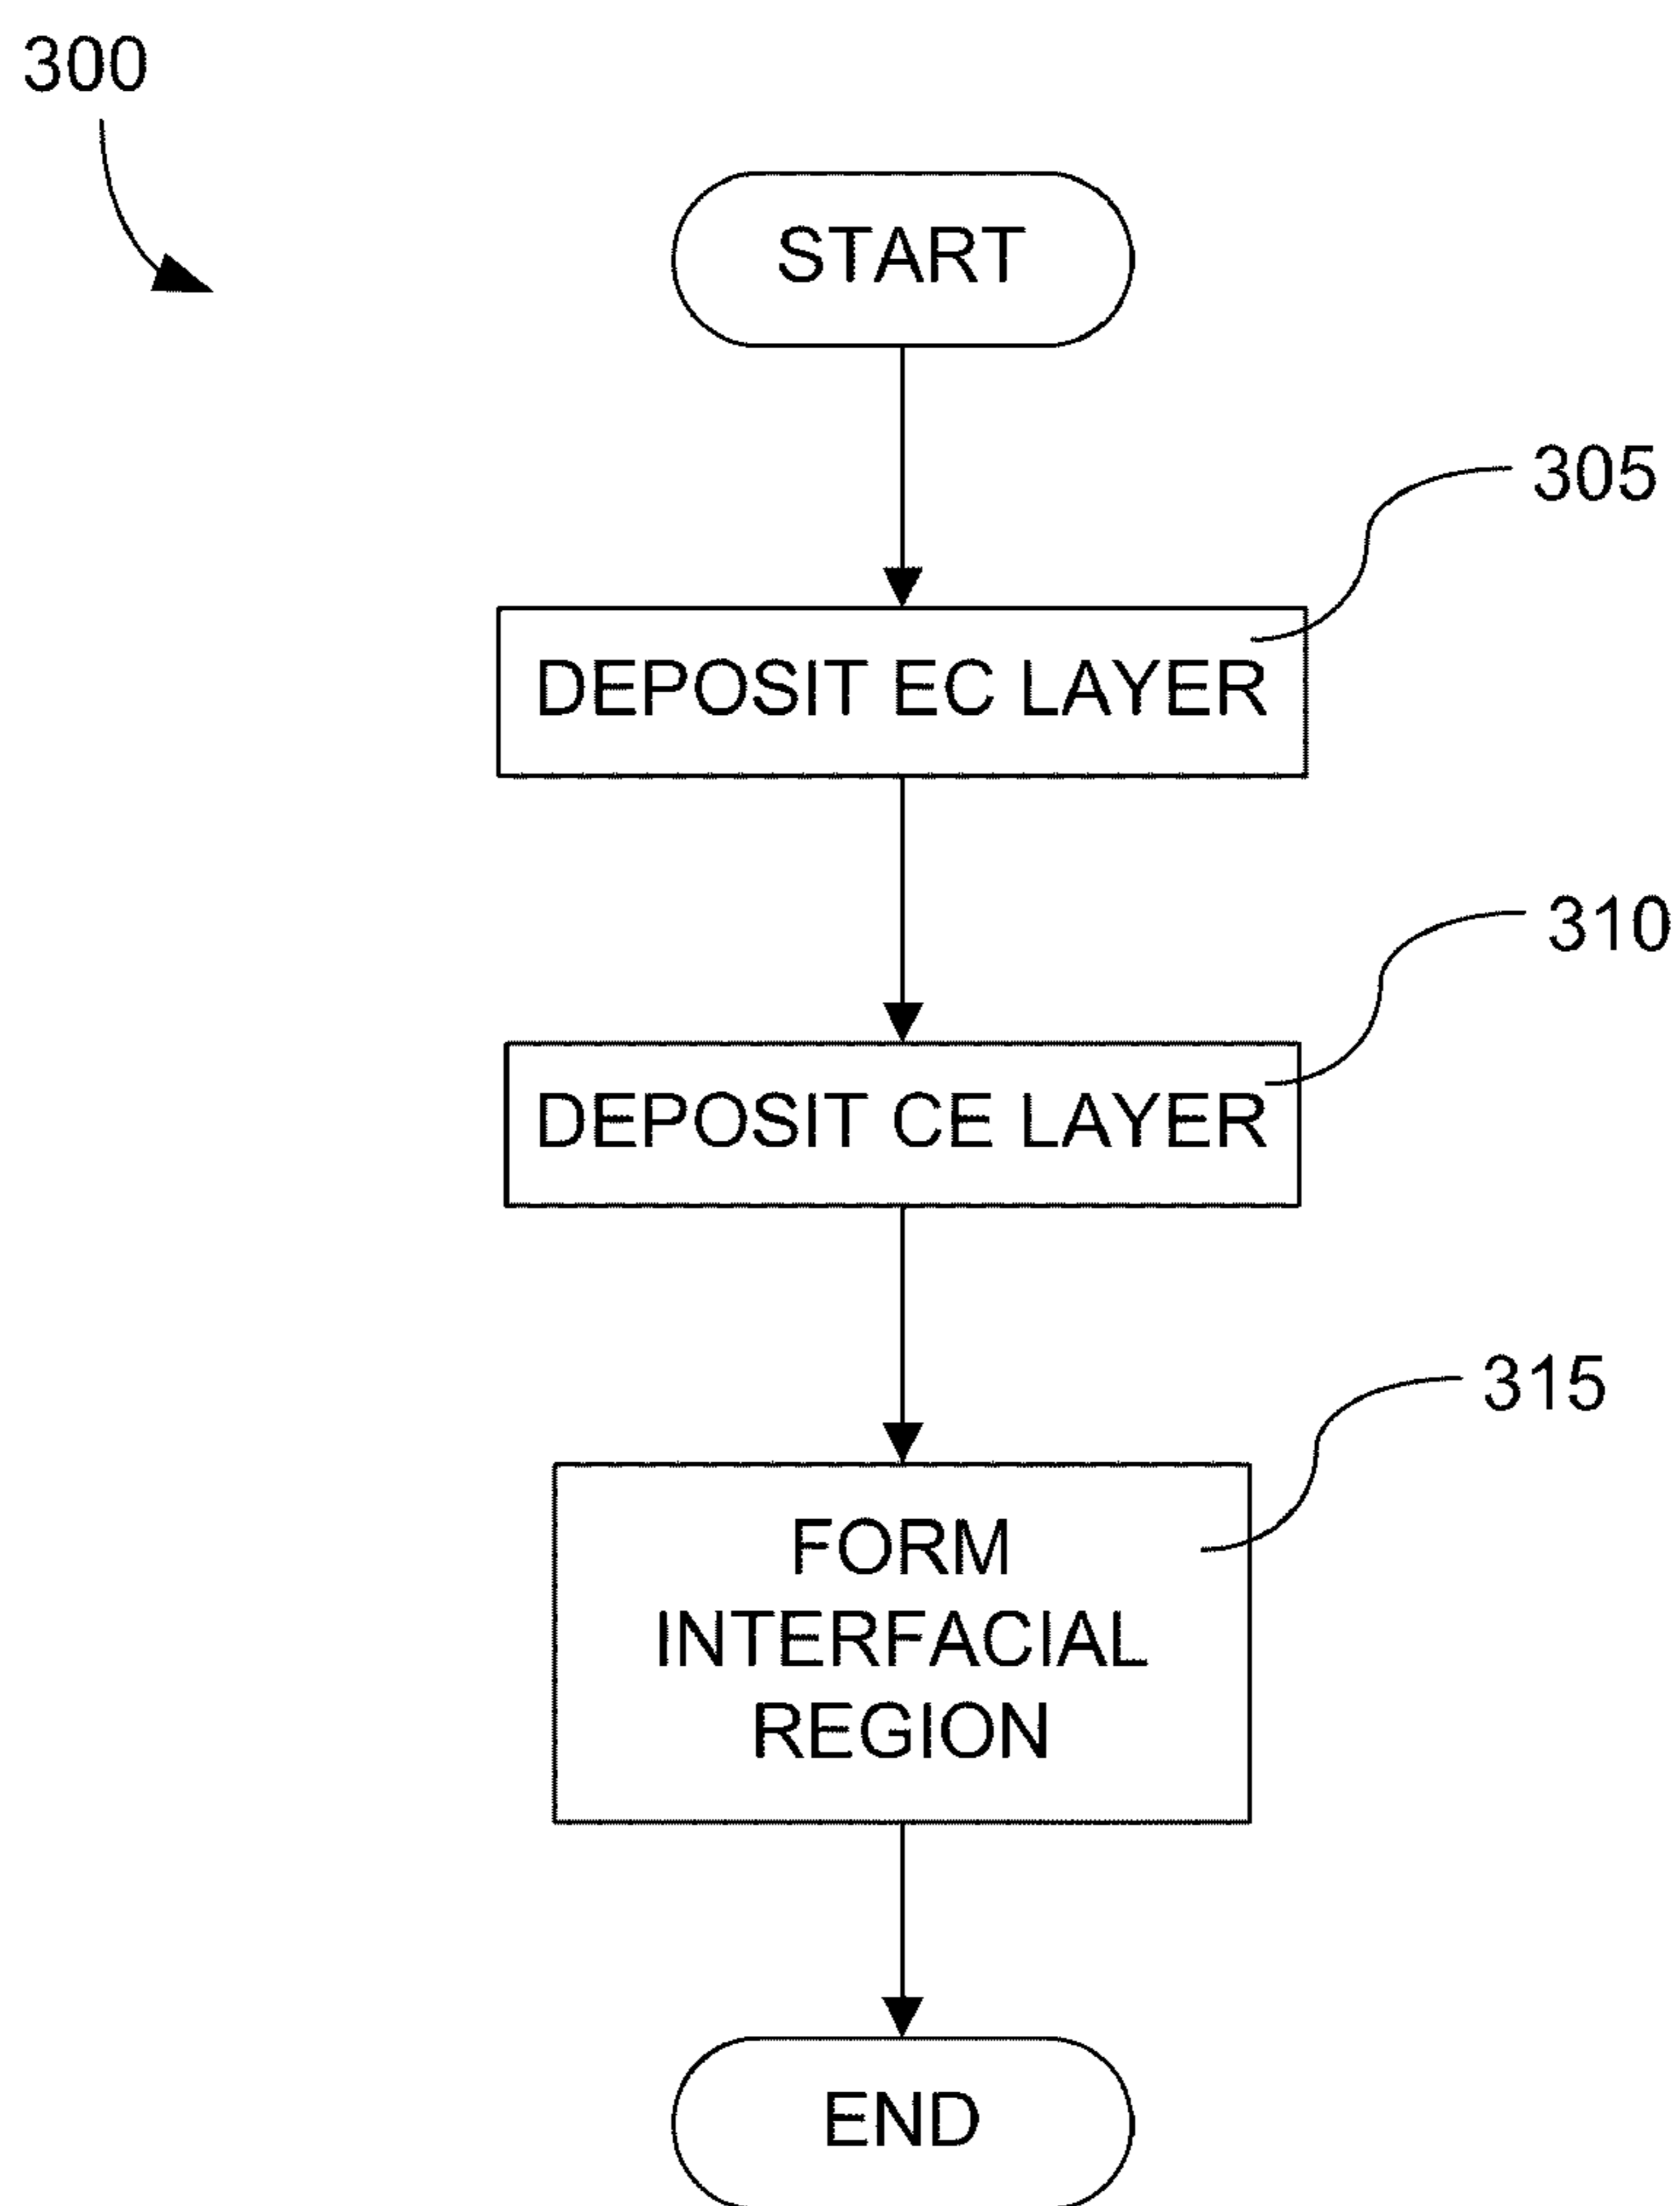 300
START
305
DEPOSIT EC LAYER
310
DEPOSIT CE LAYER
315
FORM
INTERFACIAL
REGION
END